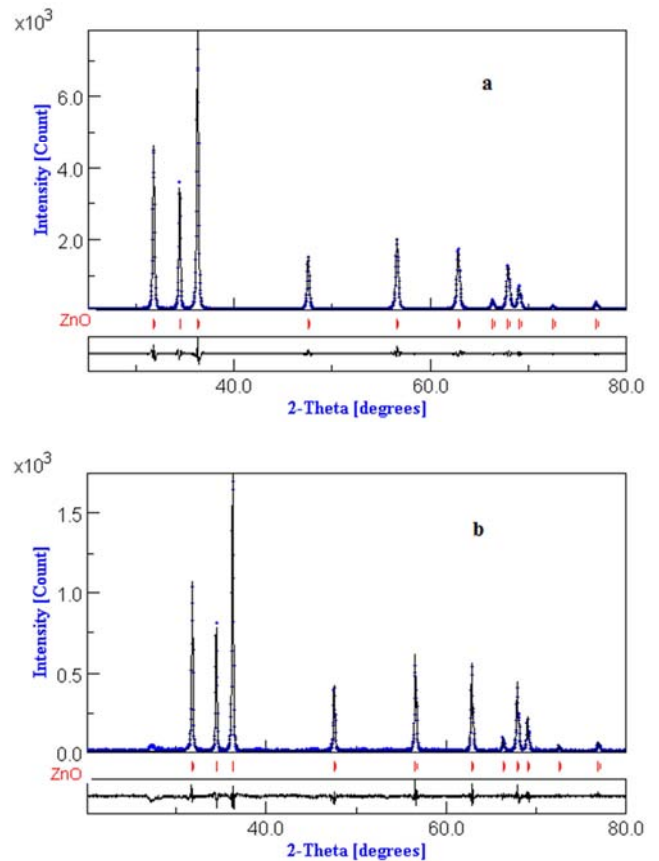 x10³
a
6.0
4.0
2.0
Intensity [Count]
ZnO
40.0 60.0 80.0
2-Theta [degrees]
x10³
b
1.5
1.0
0.5
0.0
Intensity [Count]
ZnO
40.0 60.0 80.0
2-Theta [degrees]